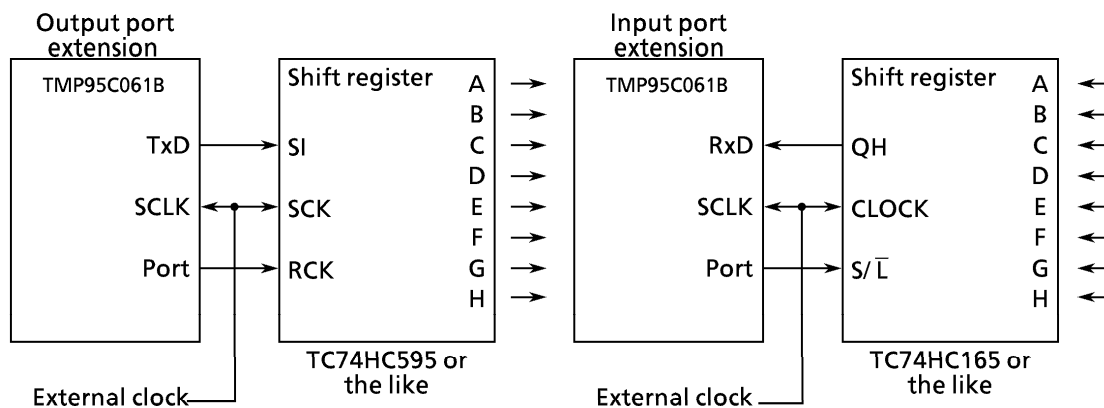 Output port
extension
TMP95C061B
TxD
SCLK
Port
External clock
Shift register
SI
SCK
RCK
A
B
C
D
E
F
G
H
TC74HC595 or
the like
Input port
extension
TMP95C061B
RxD
SCLK
Port
External clock
Shift register
QH
CLOCK
S/L̅
A
B
C
D
E
F
G
H
TC74HC165 or
the like